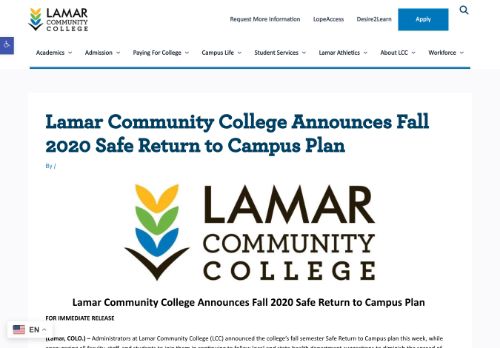 LAMAR
COMMUNITY
COLLEGE
Request More Information LopeAccess Desire2Learn Apply
Academics Admission Paying For College Campus Life Student Services Lamar Athletics About LCC Workforce
Lamar Community College Announces Fall
2020 Safe Return to Campus Plan
By /
LAMAR
COMMUNITY
COLLEGE
Lamar Community College Announces Fall 2020 Safe Return to Campus Plan
FOR IMMEDIATE RELEASE
(Lamar, COLO.) – Administrators at Lamar Community College (LCC) announced the college's fall semester Safe Return to Campus plan this week, while
EN